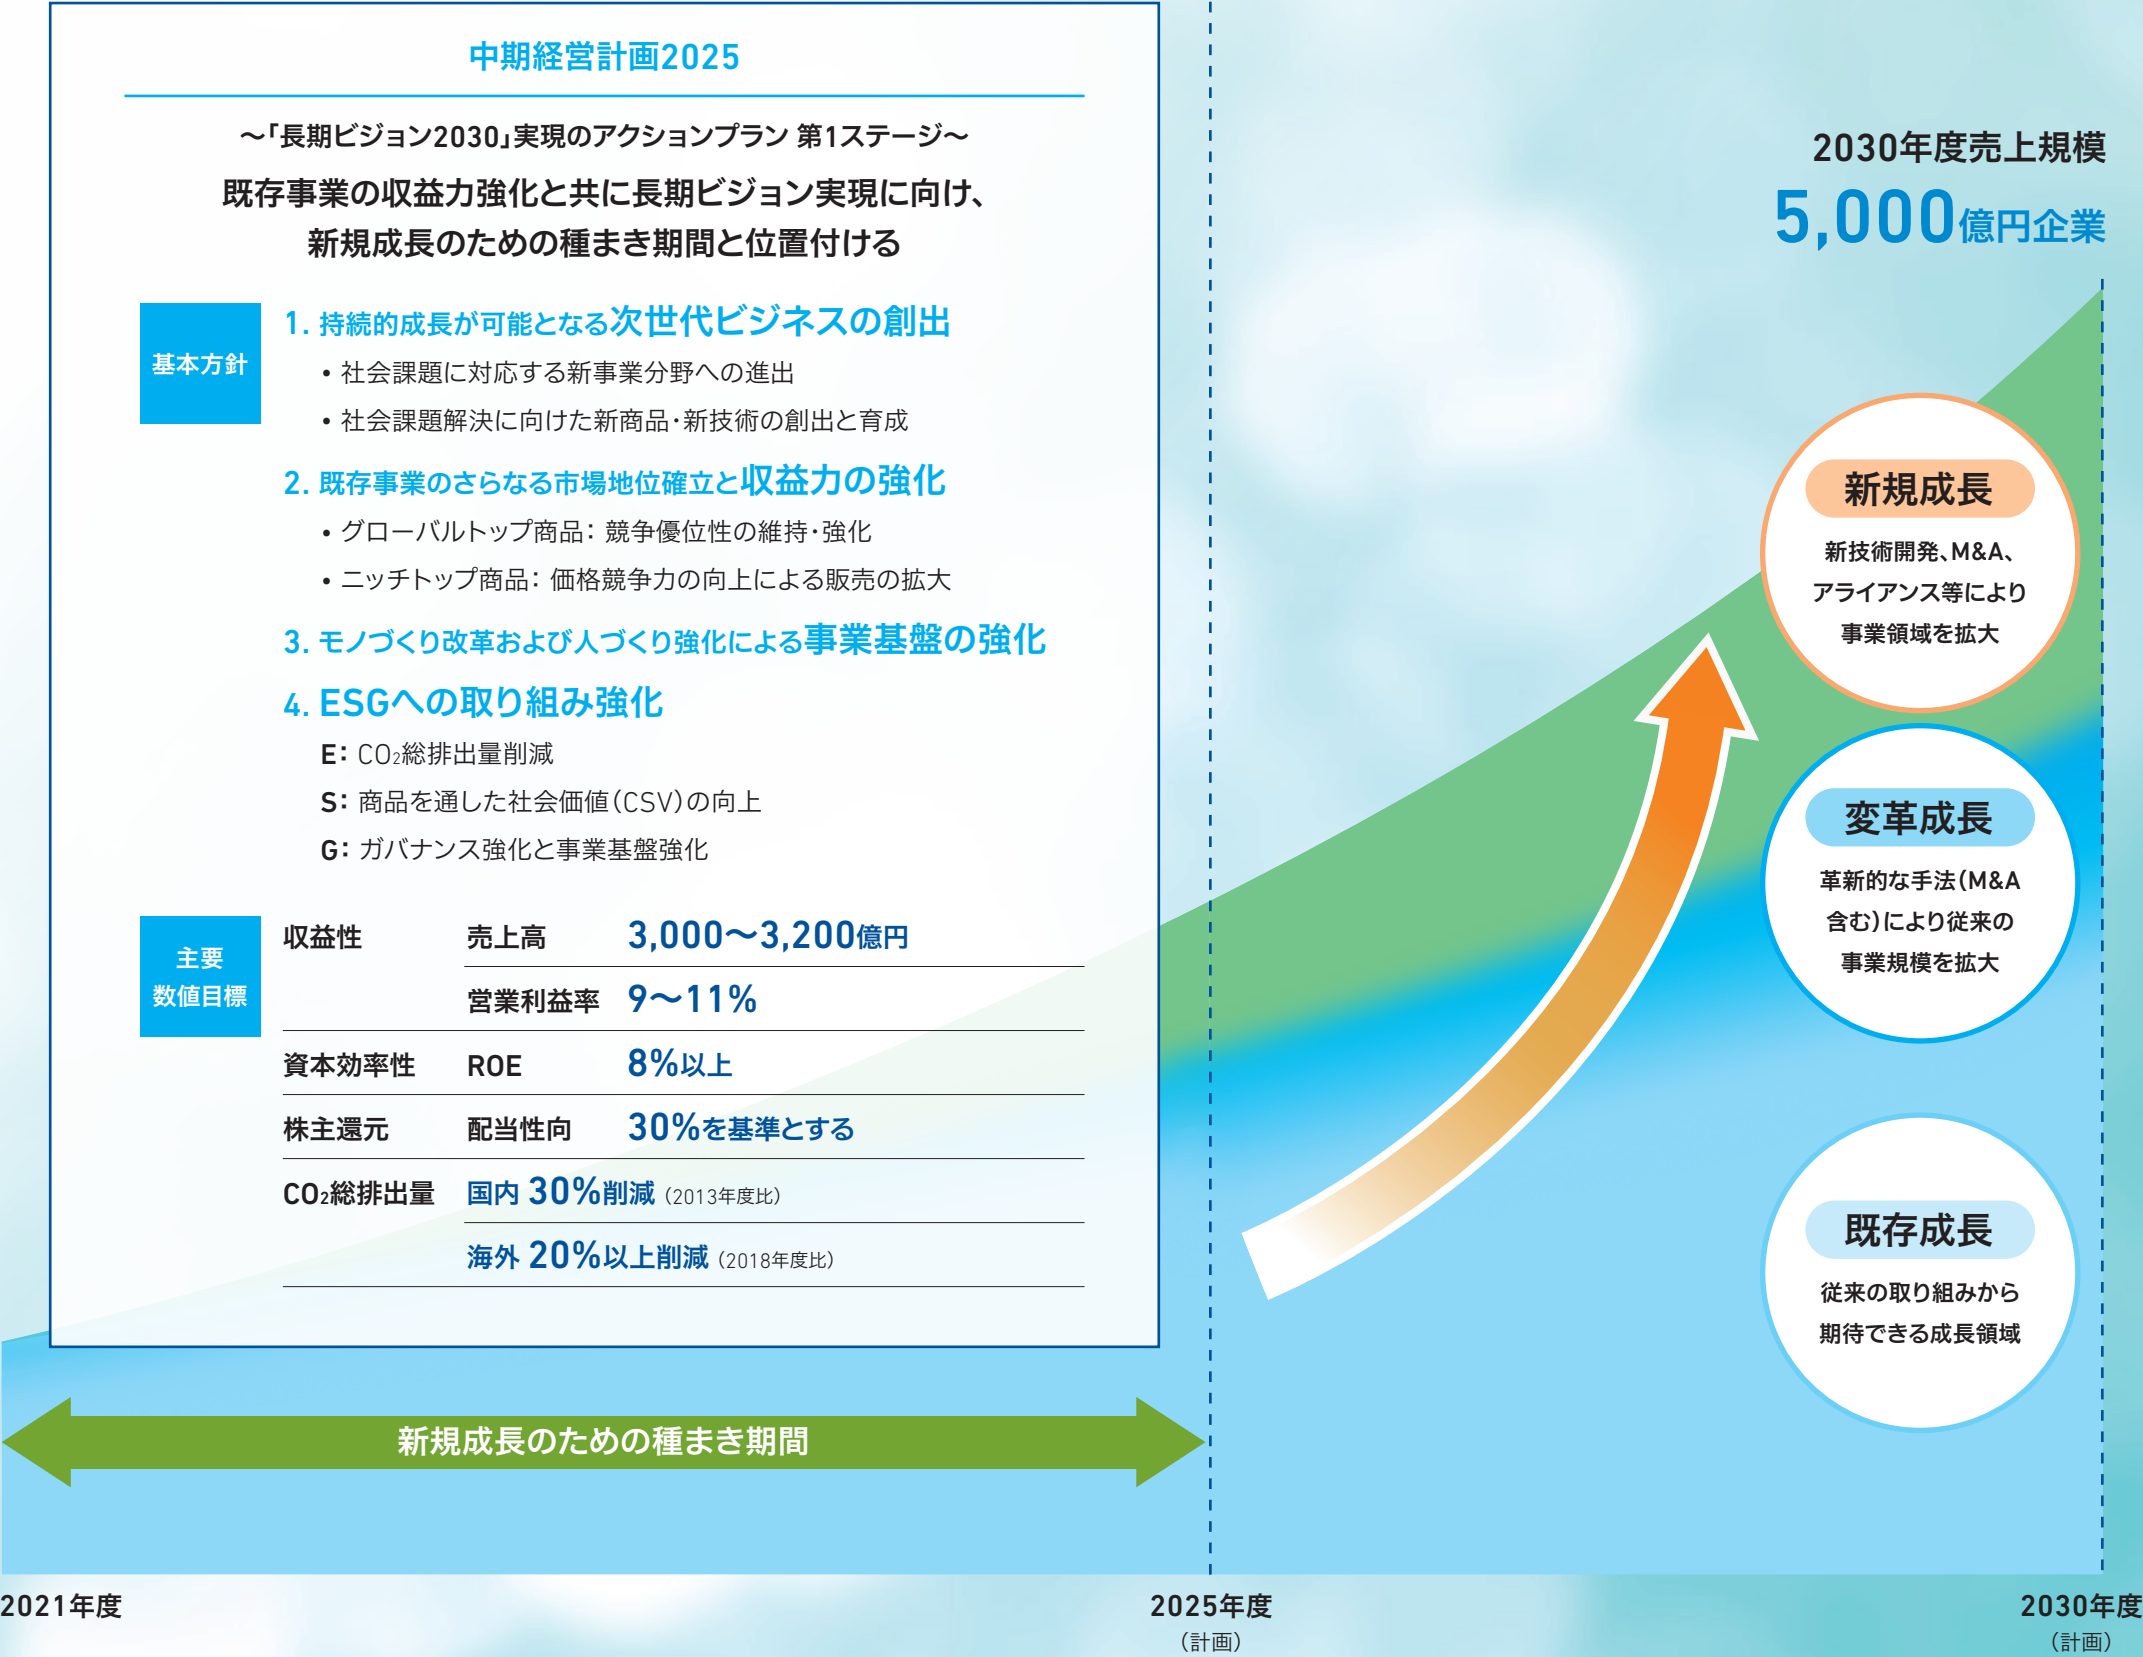 中期経営計画2025
～「長期ビジョン2030」実現のアクションプラン 第1ステージ～
既存事業の収益力強化と共に長期ビジョン実現に向け、
新規成長のための種まき期間と位置付ける
基本方針
1. 持続的成長が可能となる次世代ビジネスの創出
• 社会課題に対応する新事業分野への進出
• 社会課題解決に向けた新商品・新技術の創出と育成
2. 既存事業のさらなる市場地位確立と収益力の強化
• グローバルトップ商品：競争優位性の維持・強化
• ニッチトップ商品：価格競争力の向上による販売の拡大
3. モノづくり改革および人づくり強化による事業基盤の強化
4. ESGへの取り組み強化
E：CO₂総排出量削減
S：商品を通した社会価値（CSV）の向上
G：ガバナンス強化と事業基盤強化
主要
数値目標
収益性 売上高 3,000～3,200億円
営業利益率 9～11%
資本効率性 ROE 8%以上
株主還元 配当性向 30%を基準とする
CO₂総排出量 国内 30%削減（2013年度比）
海外 20%以上削減（2018年度比）
新規成長のための種まき期間
2030年度売上規模
5,000億円企業
新規成長
新技術開発、M&A、
アライアンス等により
事業領域を拡大
変革成長
革新的な手法（M&A
含む）により従来の
事業規模を拡大
既存成長
従来の取り組みから
期待できる成長領域
2021年度
2025年度
（計画）
2030年度
（計画）